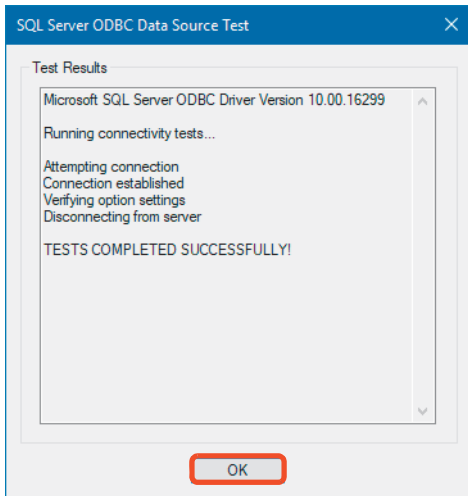 SQL Server ODBC Data Source Test
Test Results
Microsoft SQL Server ODBC Driver Version 10.00.16299
Running connectivity tests...
Attempting connection
Connection established
Verifying option settings
Disconnecting from server
TESTS COMPLETED SUCCESSFULLY!
OK